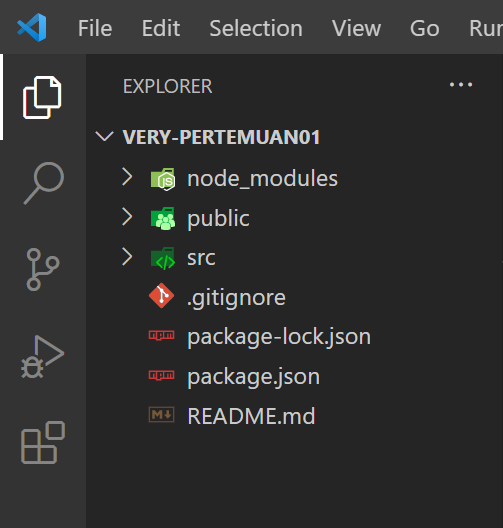 File Edit Selection View Go Run
EXPLORER
VERY-PERTEMUAN01
node_modules
public
src
.gitignore
package-lock.json
package.json
README.md